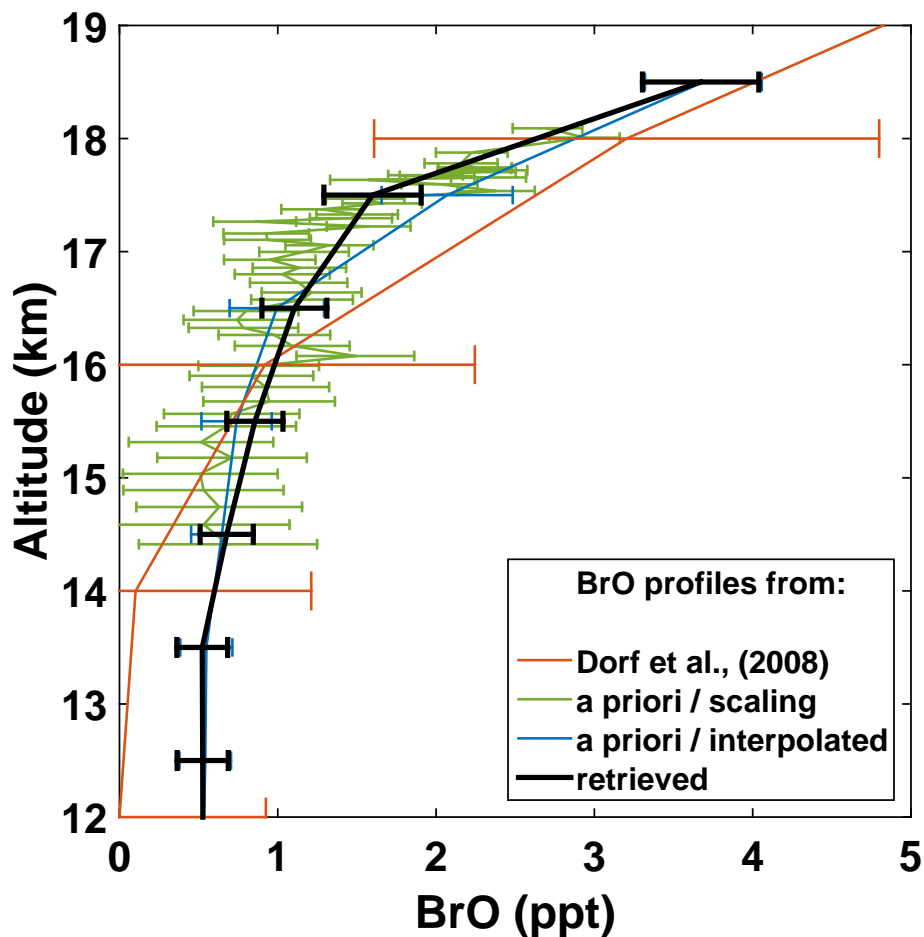 19
18
17
16
15
14
13
12
Altitude (km)
BrO profiles from:
Dorf et al., (2008)
a priori / scaling
a priori / interpolated
retrieved
0 1 2 3 4 5
BrO (ppt)